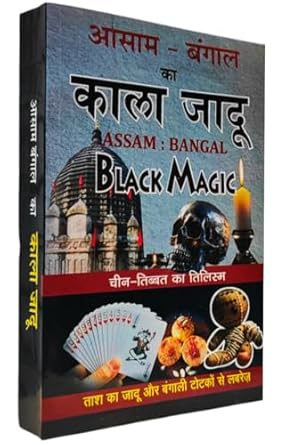 आसाम - बंगाल
का
काला जादू
ASSAM : BANGAL
BLACK MAGIC
चीन-तिब्बत का तिलिस्म
ताश का जादू और बंगाली टोटकों से लबरेज़
आसाम बंगाल का काला जादू